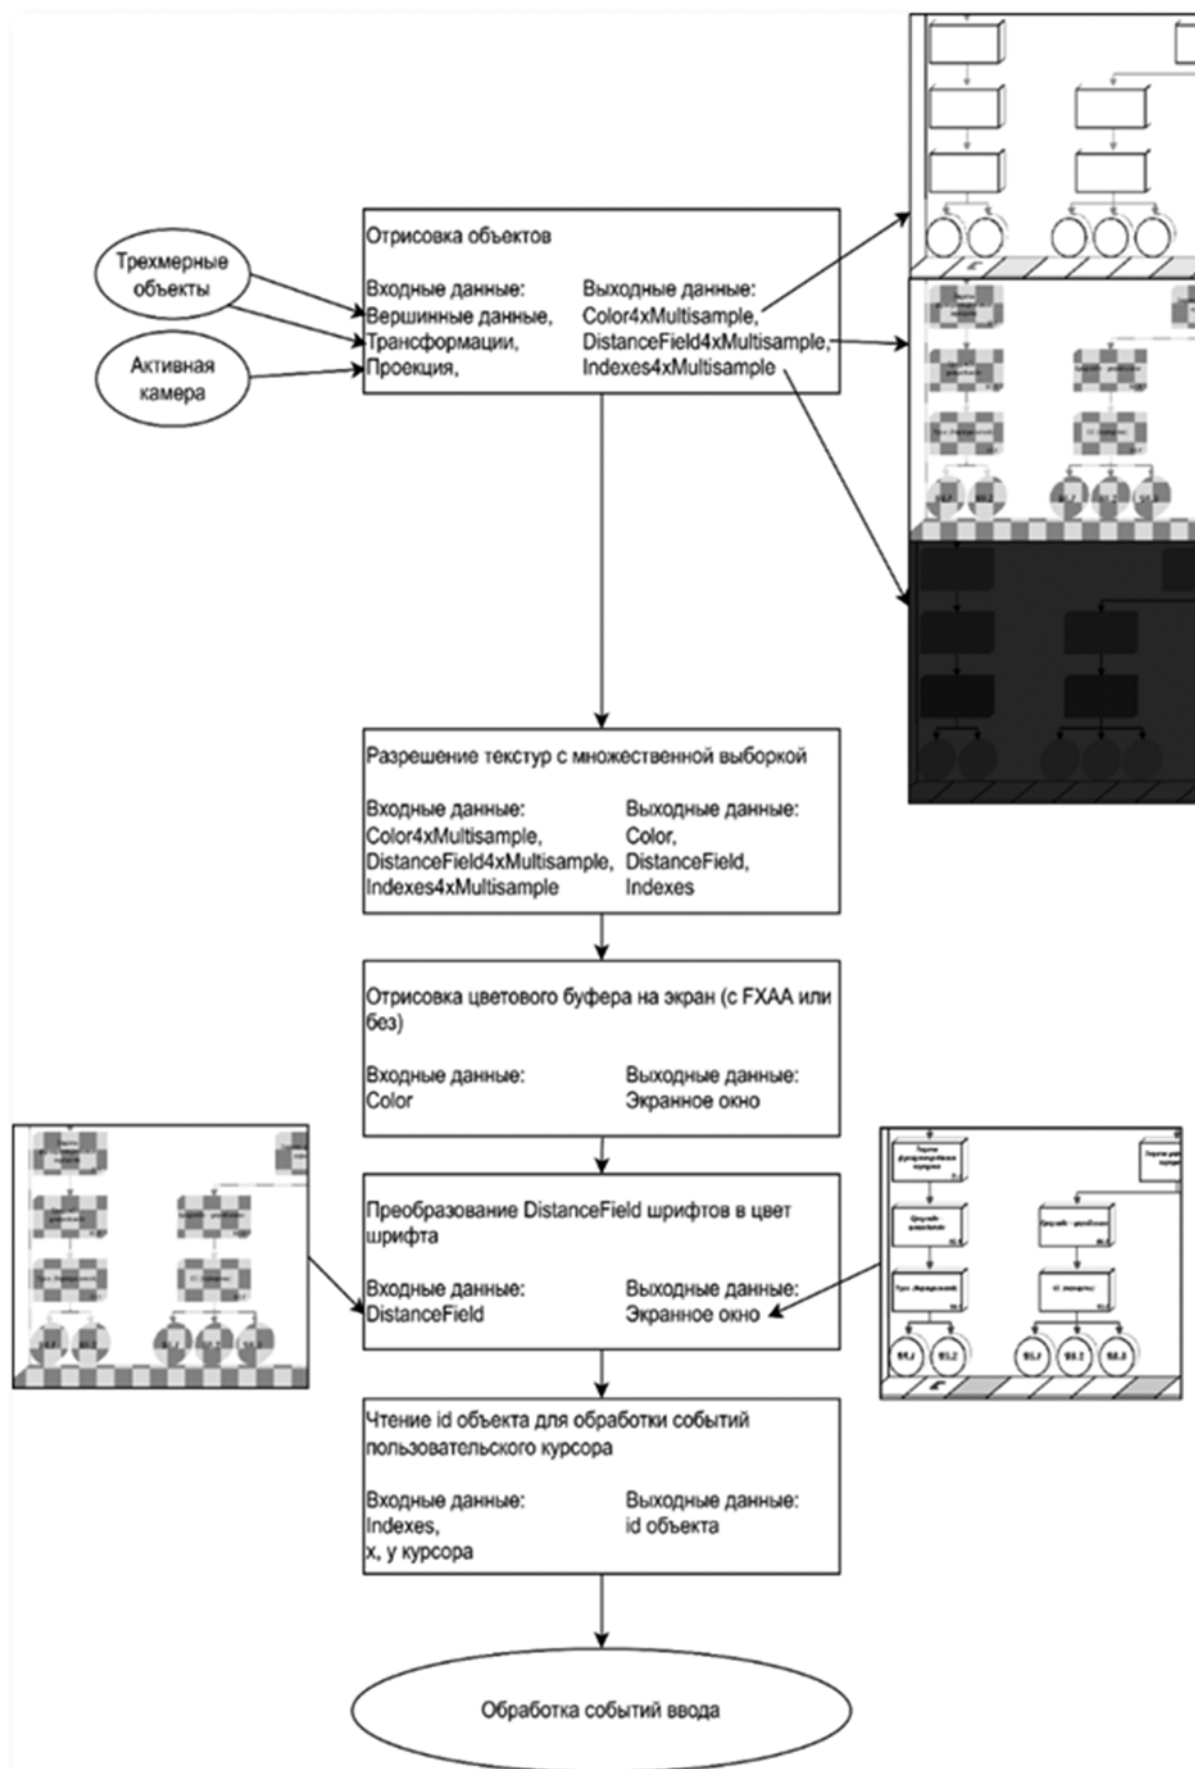 Трехмерные
объекты
Активная
камера
Отрисовка объектов
Входные данные:
Вершинные данные,
Трансформации,
Проекция,
Выходные данные:
Color4xMultisample,
DistanceField4xMultisample,
Indexes4xMultisample
Разрешение текстур с множественной выборкой
Входные данные:
Color4xMultisample,
DistanceField4xMultisample,
Indexes4xMultisample
Выходные данные:
Color,
DistanceField,
Indexes
Отрисовка цветового буфера на экран (с FXAA или
без)
Входные данные:
Color
Выходные данные:
Экранное окно
Преобразование DistanceField шрифтов в цвет
шрифта
Входные данные:
DistanceField
Выходные данные:
Экранное окно
Чтение id объекта для обработки событий
пользовательского курсора
Входные данные:
Indexes,
x, y курсора
Выходные данные:
id объекта
Обработка событий ввода